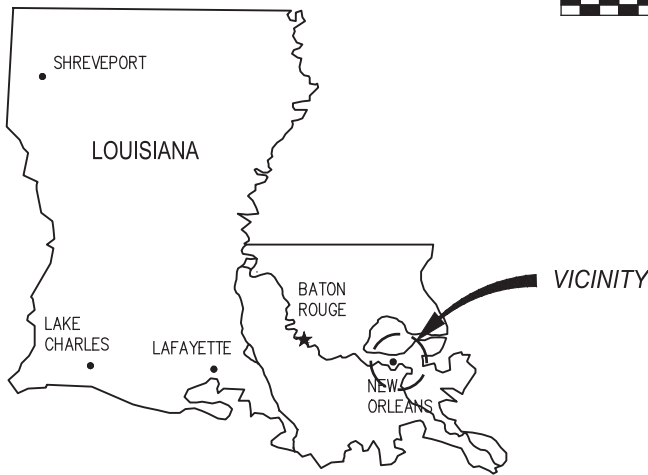 SHREVEPORT
LOUISIANA
BATON
ROUGE
VICINITY
LAKE
CHARLES
LAFAYETTE
NEW
ORLEANS